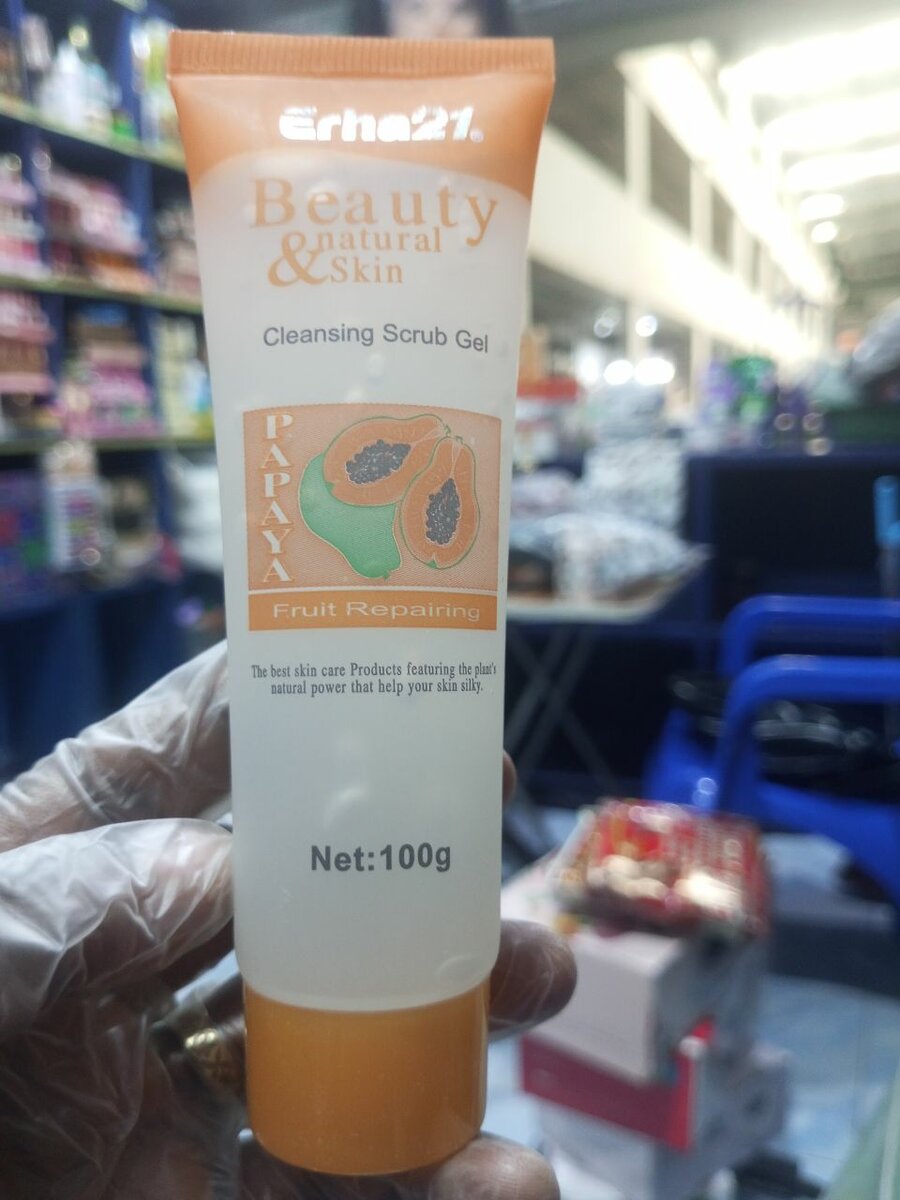 Erha21®
Beauty
& natural
Skin
Cleansing Scrub Gel
PAPAYA
Fruit Repairing
The best skin care Products featuring the plant's
natural power that help your skin silky.
Net:100g